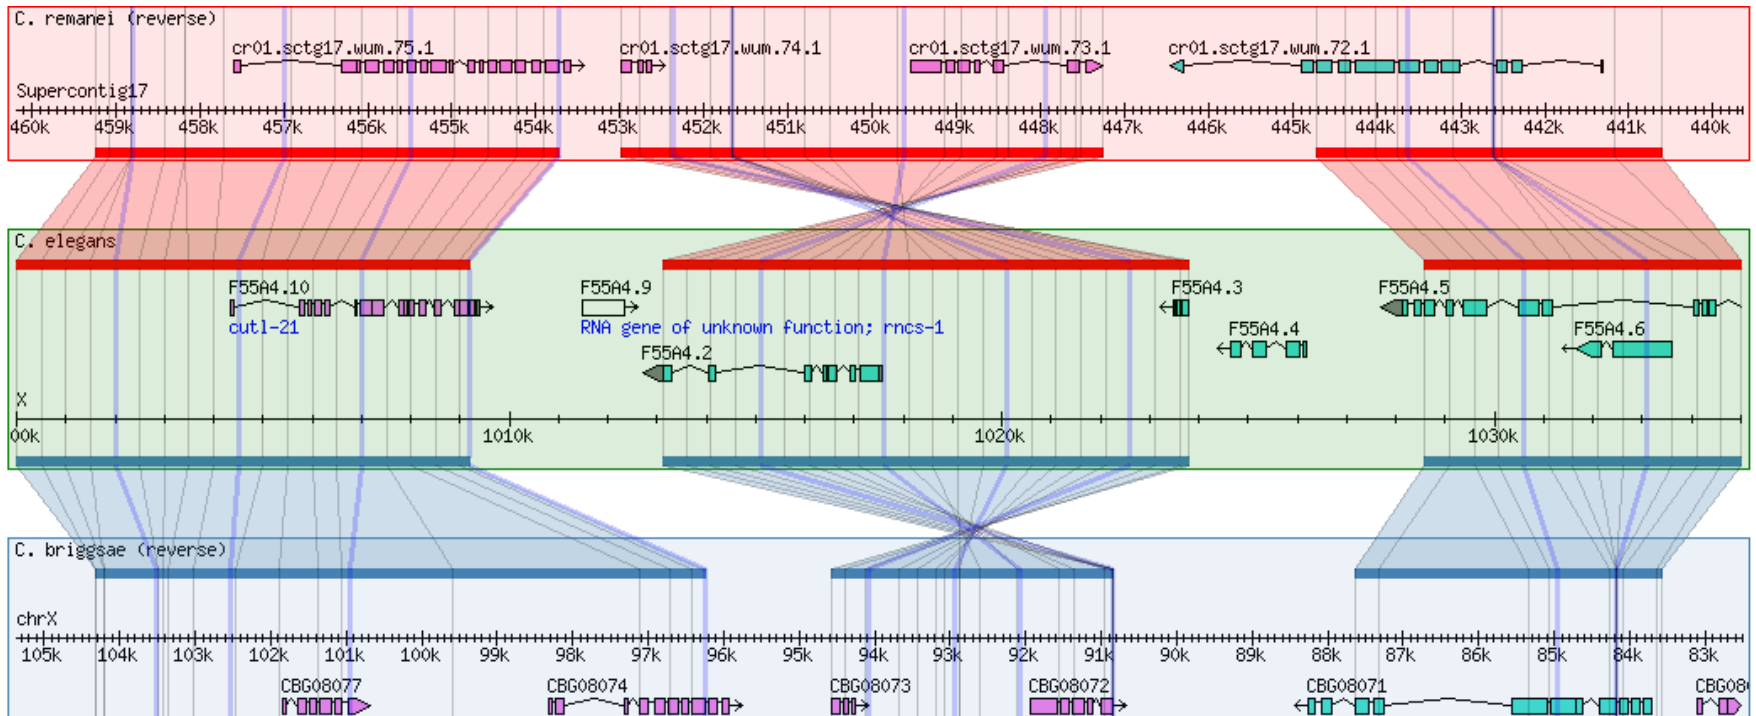 C. remanei (reverse)
cr01.sctg17.wum.75.1 cr01.sctg17.wum.74.1 cr01.sctg17.wum.73.1 cr01.sctg17.wum.72.1
Supercontig17
460k 459k 458k 457k 456k 455k 454k 453k 452k 451k 450k 449k 448k 447k 446k 445k 444k 443k 442k 441k 440k
C. elegans
F55A4.10 F55A4.9 F55A4.3 F55A4.5
cutl-21 RNA gene of unknown function; rncs-1 F55A4.4 F55A4.6
F55A4.2
X
00k 1010k 1020k 1030k
C. briggsae (reverse)
chrX
105k 104k 103k 102k 101k 100k 99k 98k 97k 96k 95k 94k 93k 92k 91k 90k 89k 88k 87k 86k 85k 84k 83k
CBG08077 CBG08074 CBG08073 CBG08072 CBG08071 CBG08